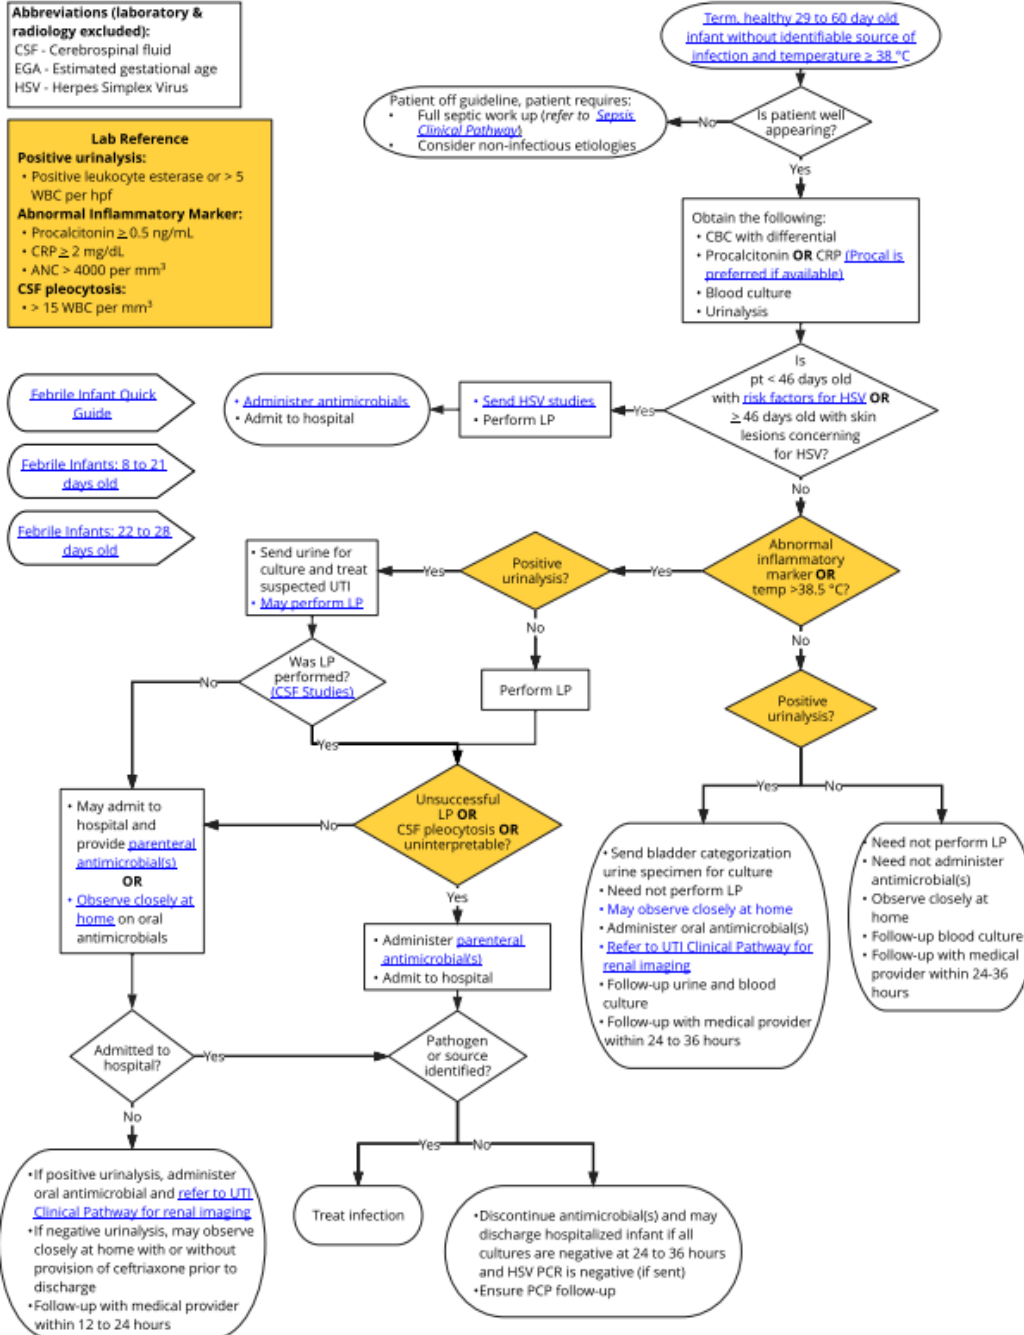 Abbreviations (laboratory &
radiology excluded):
CSF - Cerebrospinal fluid
EGA - Estimated gestational age
HSV - Herpes Simplex Virus
Lab Reference
Positive urinalysis:
• Positive leukocyte esterase or > 5
WBC per hpf
Abnormal Inflammatory Marker:
• Procalcitonin ≥ 0.5 ng/mL
• CRP ≥ 2 mg/dL
• ANC > 4000 per mm³
CSF pleocytosis:
• > 15 WBC per mm³
Febrile Infant Quick
Guide
Febrile Infants: 8 to 21
days old
Febrile Infants: 22 to 28
days old
Term, healthy 29 to 60 day old
infant without identifiable source of
infection and temperature ≥ 38 °C
Is patient well
appearing?
No
Patient off guideline, patient requires:
• Full septic work up (refer to Sepsis
Clinical Pathway)
• Consider non-infectious etiologies
Yes
Obtain the following:
• CBC with differential
• Procalcitonin OR CRP (Procal is
preferred if available)
• Blood culture
• Urinalysis
Is
pt < 46 days old
with risk factors for HSV OR
≥ 46 days old with skin
lesions concerning
for HSV?
Yes
• Send HSV studies
• Perform LP
• Administer antimicrobials
• Admit to hospital
No
Abnormal
inflammatory
marker OR
temp >38.5 °C?
Yes
Positive
urinalysis?
Yes
• Send urine for
culture and treat
suspected UTI
• May perform LP
No
Perform LP
Was LP
performed?
(CSF Studies)
No
Yes
No
Positive
urinalysis?
Yes
No
Unsuccessful
LP OR
CSF pleocytosis OR
uninterpretable?
No
• May admit to
hospital and
provide parenteral
antimicrobial(s)
OR
• Observe closely at
home on oral
antimicrobials
Yes
• Administer parenteral
antimicrobial(s)
• Admit to hospital
• Send bladder categorization
urine specimen for culture
• Need not perform LP
• May observe closely at home
• Administer oral antimicrobial(s)
• Refer to UTI Clinical Pathway for
renal imaging
• Follow-up urine and blood
culture
• Follow-up with medical provider
within 24 to 36 hours
• Need not perform LP
• Need not administer
antimicrobial(s)
• Observe closely at
home
• Follow-up blood culture
• Follow-up with medical
provider within 24-36
hours
Admitted to
hospital?
Yes
Pathogen
or source
identified?
No
Yes
No
•If positive urinalysis, administer
oral antimicrobial and refer to UTI
Clinical Pathway for renal imaging
•If negative urinalysis, may observe
closely at home with or without
provision of ceftriaxone prior to
discharge
•Follow-up with medical provider
within 12 to 24 hours
Treat infection
•Discontinue antimicrobial(s) and may
discharge hospitalized infant if all
cultures are negative at 24 to 36 hours
and HSV PCR is negative (if sent)
•Ensure PCP follow-up